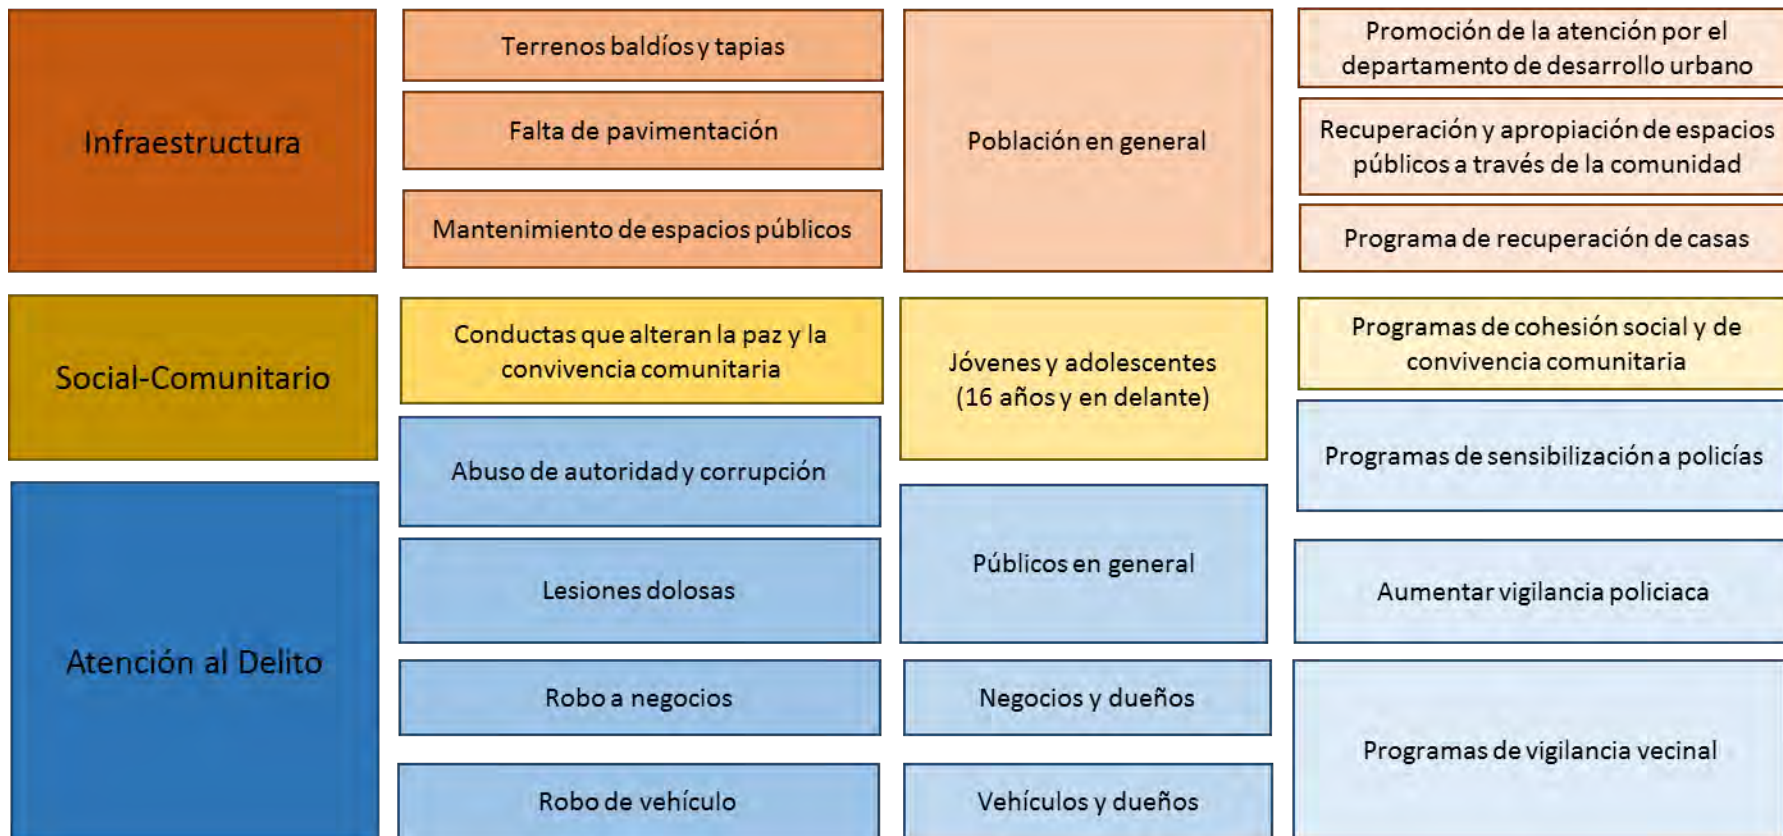 Infraestructura
Terrenos baldíos y tapias
Falta de pavimentación
Mantenimiento de espacios públicos
Población en general
Promoción de la atención por el
departamento de desarrollo urbano
Recuperación y apropiación de espacios
públicos a través de la comunidad
Programa de recuperación de casas
Social-Comunitario
Conductas que alteran la paz y la
convivencia comunitaria
Jóvenes y adolescentes
(16 años y en delante)
Programas de cohesión social y de
convivencia comunitaria
Atención al Delito
Abuso de autoridad y corrupción
Lesiones dolosas
Robo a negocios
Robo de vehículo
Públicos en general
Negocios y dueños
Vehículos y dueños
Programas de sensibilización a policías
Aumentar vigilancia policiaca
Programas de vigilancia vecinal